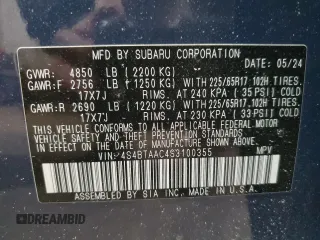 MFD BY SUBARU CORPORATION
DATE: 05/24
GVWR: 4850 LB (2200 KG)
GAWR:F 2756 LB (1250 KG) WITH 225/65R17 102H TIRES,
17X7J RIMS, AT 240 KPA (35 PSI) COLD
GAWR:R 2690 LB (1220 KG) WITH 225/65R17 102H TIRES,
17X7J RIMS, AT 230 KPA (33 PSI) COLD
THIS VEHICLE CONFORMS TO ALL APPLICABLE FEDERAL MOTOR
VEHICLE SAFETY AND THEFT PREVENTION STANDARDS IN
EFFECT ON THE DATE OF MANUFACTURE SHOWN ABOVE.
VIN: 4S4BTAAC4S3100355 MPV
ASSEMBLED BY SIA INC. MADE IN U.S.A.